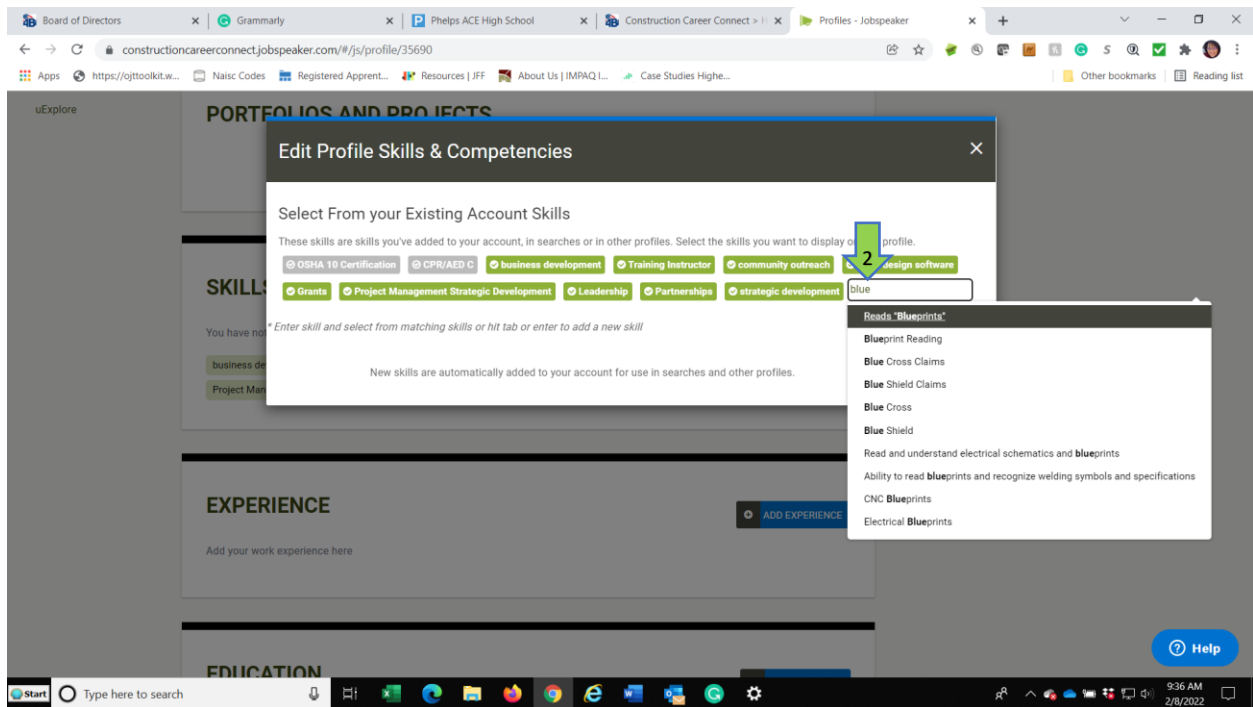 Board of Directors
Grammarly
Phelps ACE High School
Construction Career Connect > H
Profiles - Jobspeaker
constructioncareerconnect.jobspeaker.com/#/js/profile/35690
Apps
https://ojttoolkit.w...
Naisc Codes
Registered Apprent...
Resources | JFF
About Us | IMPAQ I...
Case Studies Highe...
Other bookmarks
Reading list
uExplore
PORTFOLIOS AND PROJECTS
Edit Profile Skills & Competencies
Select From your Existing Account Skills
These skills are skills you've added to your account, in searches or in other profiles. Select the skills you want to display profile.
OSHA 10 Certification
CPR/AED C
business development
Training Instructor
community outreach
design software
2
SKILLS
Grants
Project Management Strategic Development
Leadership
Partnerships
strategic development
blue
* Enter skill and select from matching skills or hit tab or enter to add a new skill
You have not
New skills are automatically added to your account for use in searches and other profiles.
business de
Project Man
Reads "Blueprints"
Blueprint Reading
Blue Cross Claims
Blue Shield Claims
Blue Cross
Blue Shield
Read and understand electrical schematics and blueprints
Ability to read blueprints and recognize welding symbols and specifications
CNC Blueprints
Electrical Blueprints
EXPERIENCE
ADD EXPERIENCE
Add your work experience here
EDUCATION
Help
Start
Type here to search
9:36 AM
2/8/2022